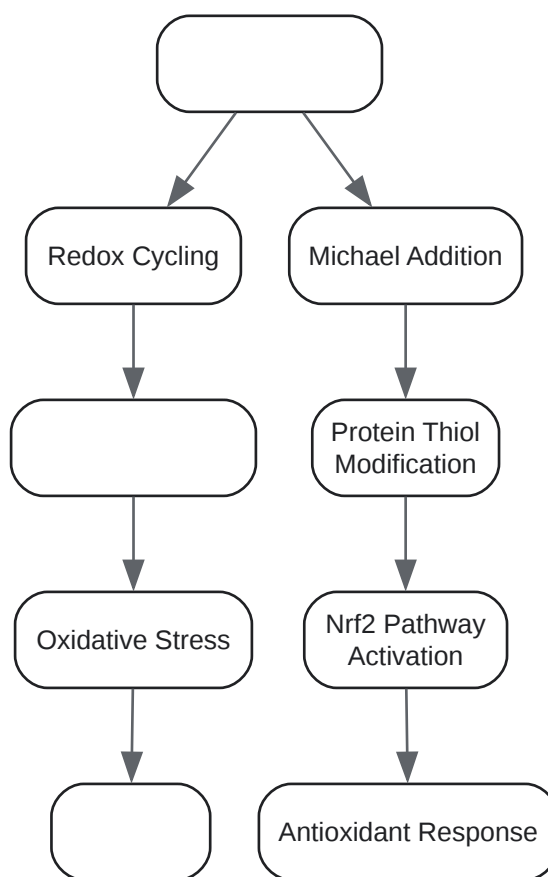 Redox Cycling
Michael Addition
Protein Thiol
Modification
Oxidative Stress
Nrf2 Pathway
Activation
Antioxidant Response